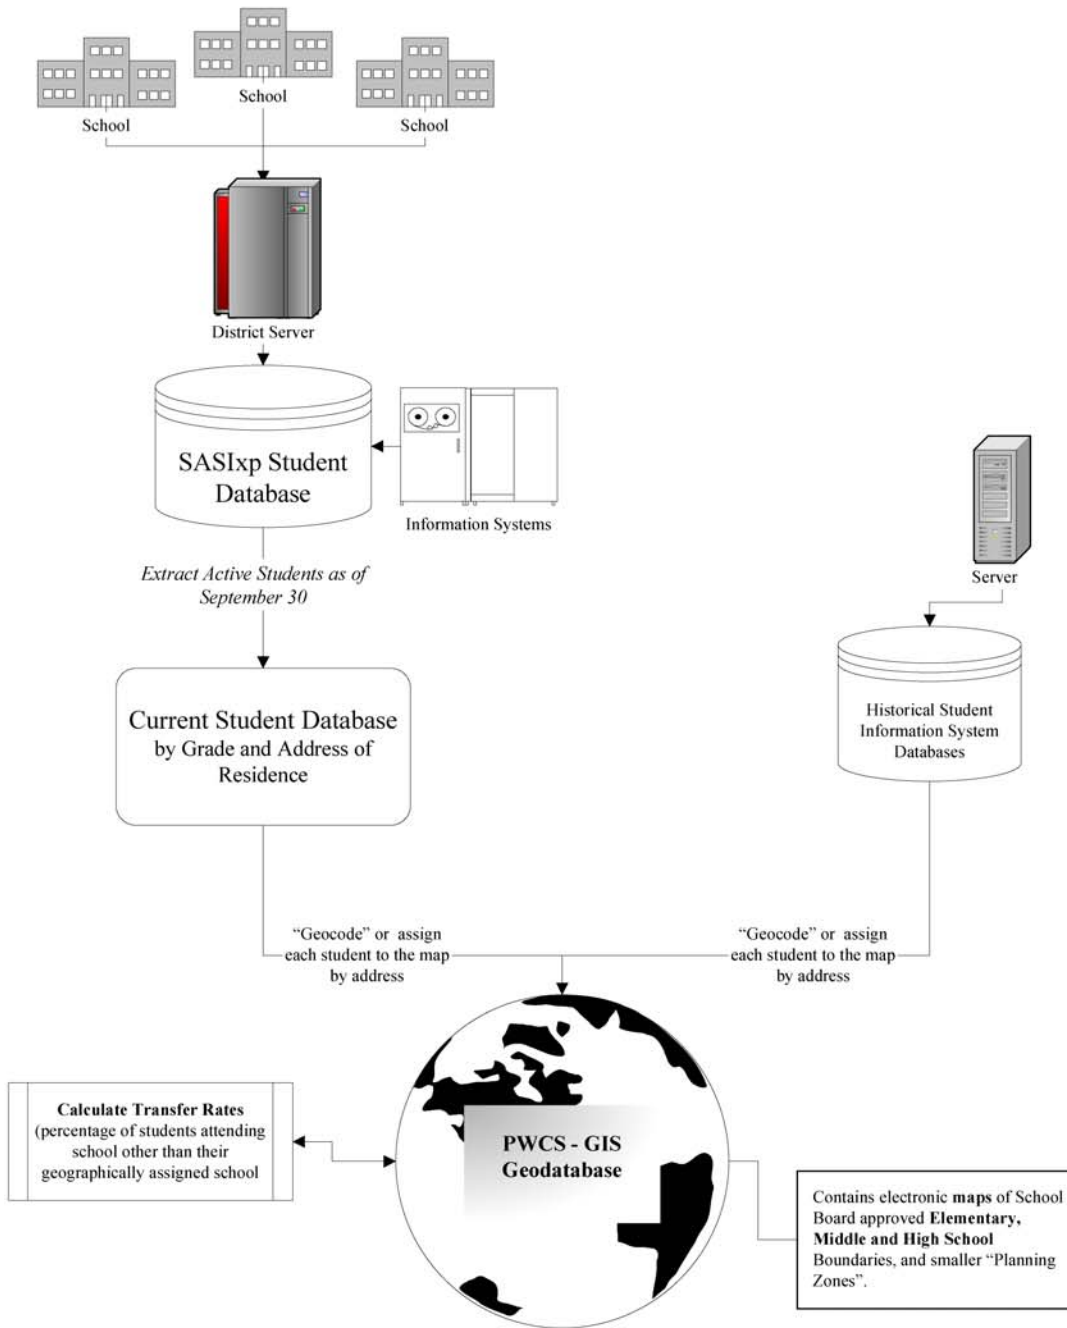 School
School
School
District Server
SASIxp Student
Database
Information Systems
Extract Active Students as of
September 30
Server
Current Student Database
by Grade and Address of
Residence
Historical Student
Information System
Databases
“Geocode” or assign
each student to the map
by address
“Geocode” or assign
each student to the map
by address
Calculate Transfer Rates
(percentage of students attending
school other than their
geographically assigned school
PWCS - GIS
Geodatabase
Contains electronic maps of School
Board approved Elementary,
Middle and High School
Boundaries, and smaller “Planning
Zones”.